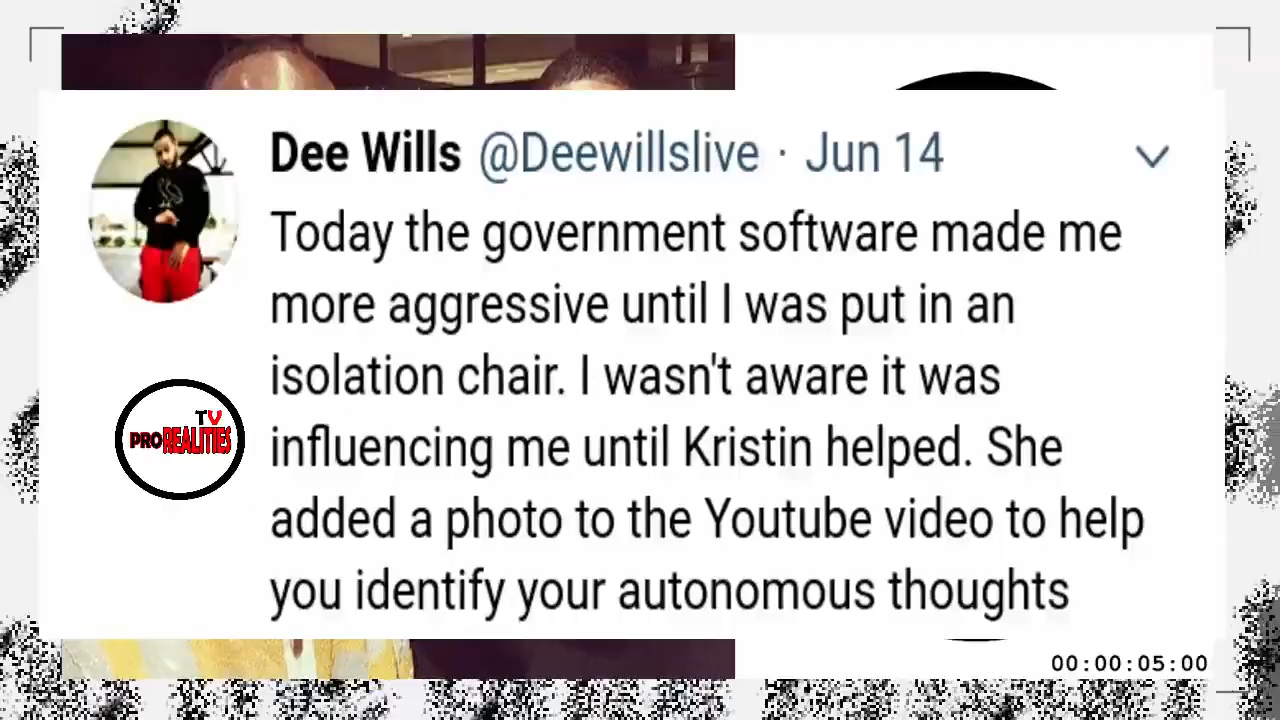 Dee Wills @Deewillslive · Jun 14
Today the government software made me
more aggressive until I was put in an
isolation chair. I wasn't aware it was
influencing me until Kristin helped. She
added a photo to the Youtube video to help
you identify your autonomous thoughts
TV
PROREALITIES
00:00:05:00